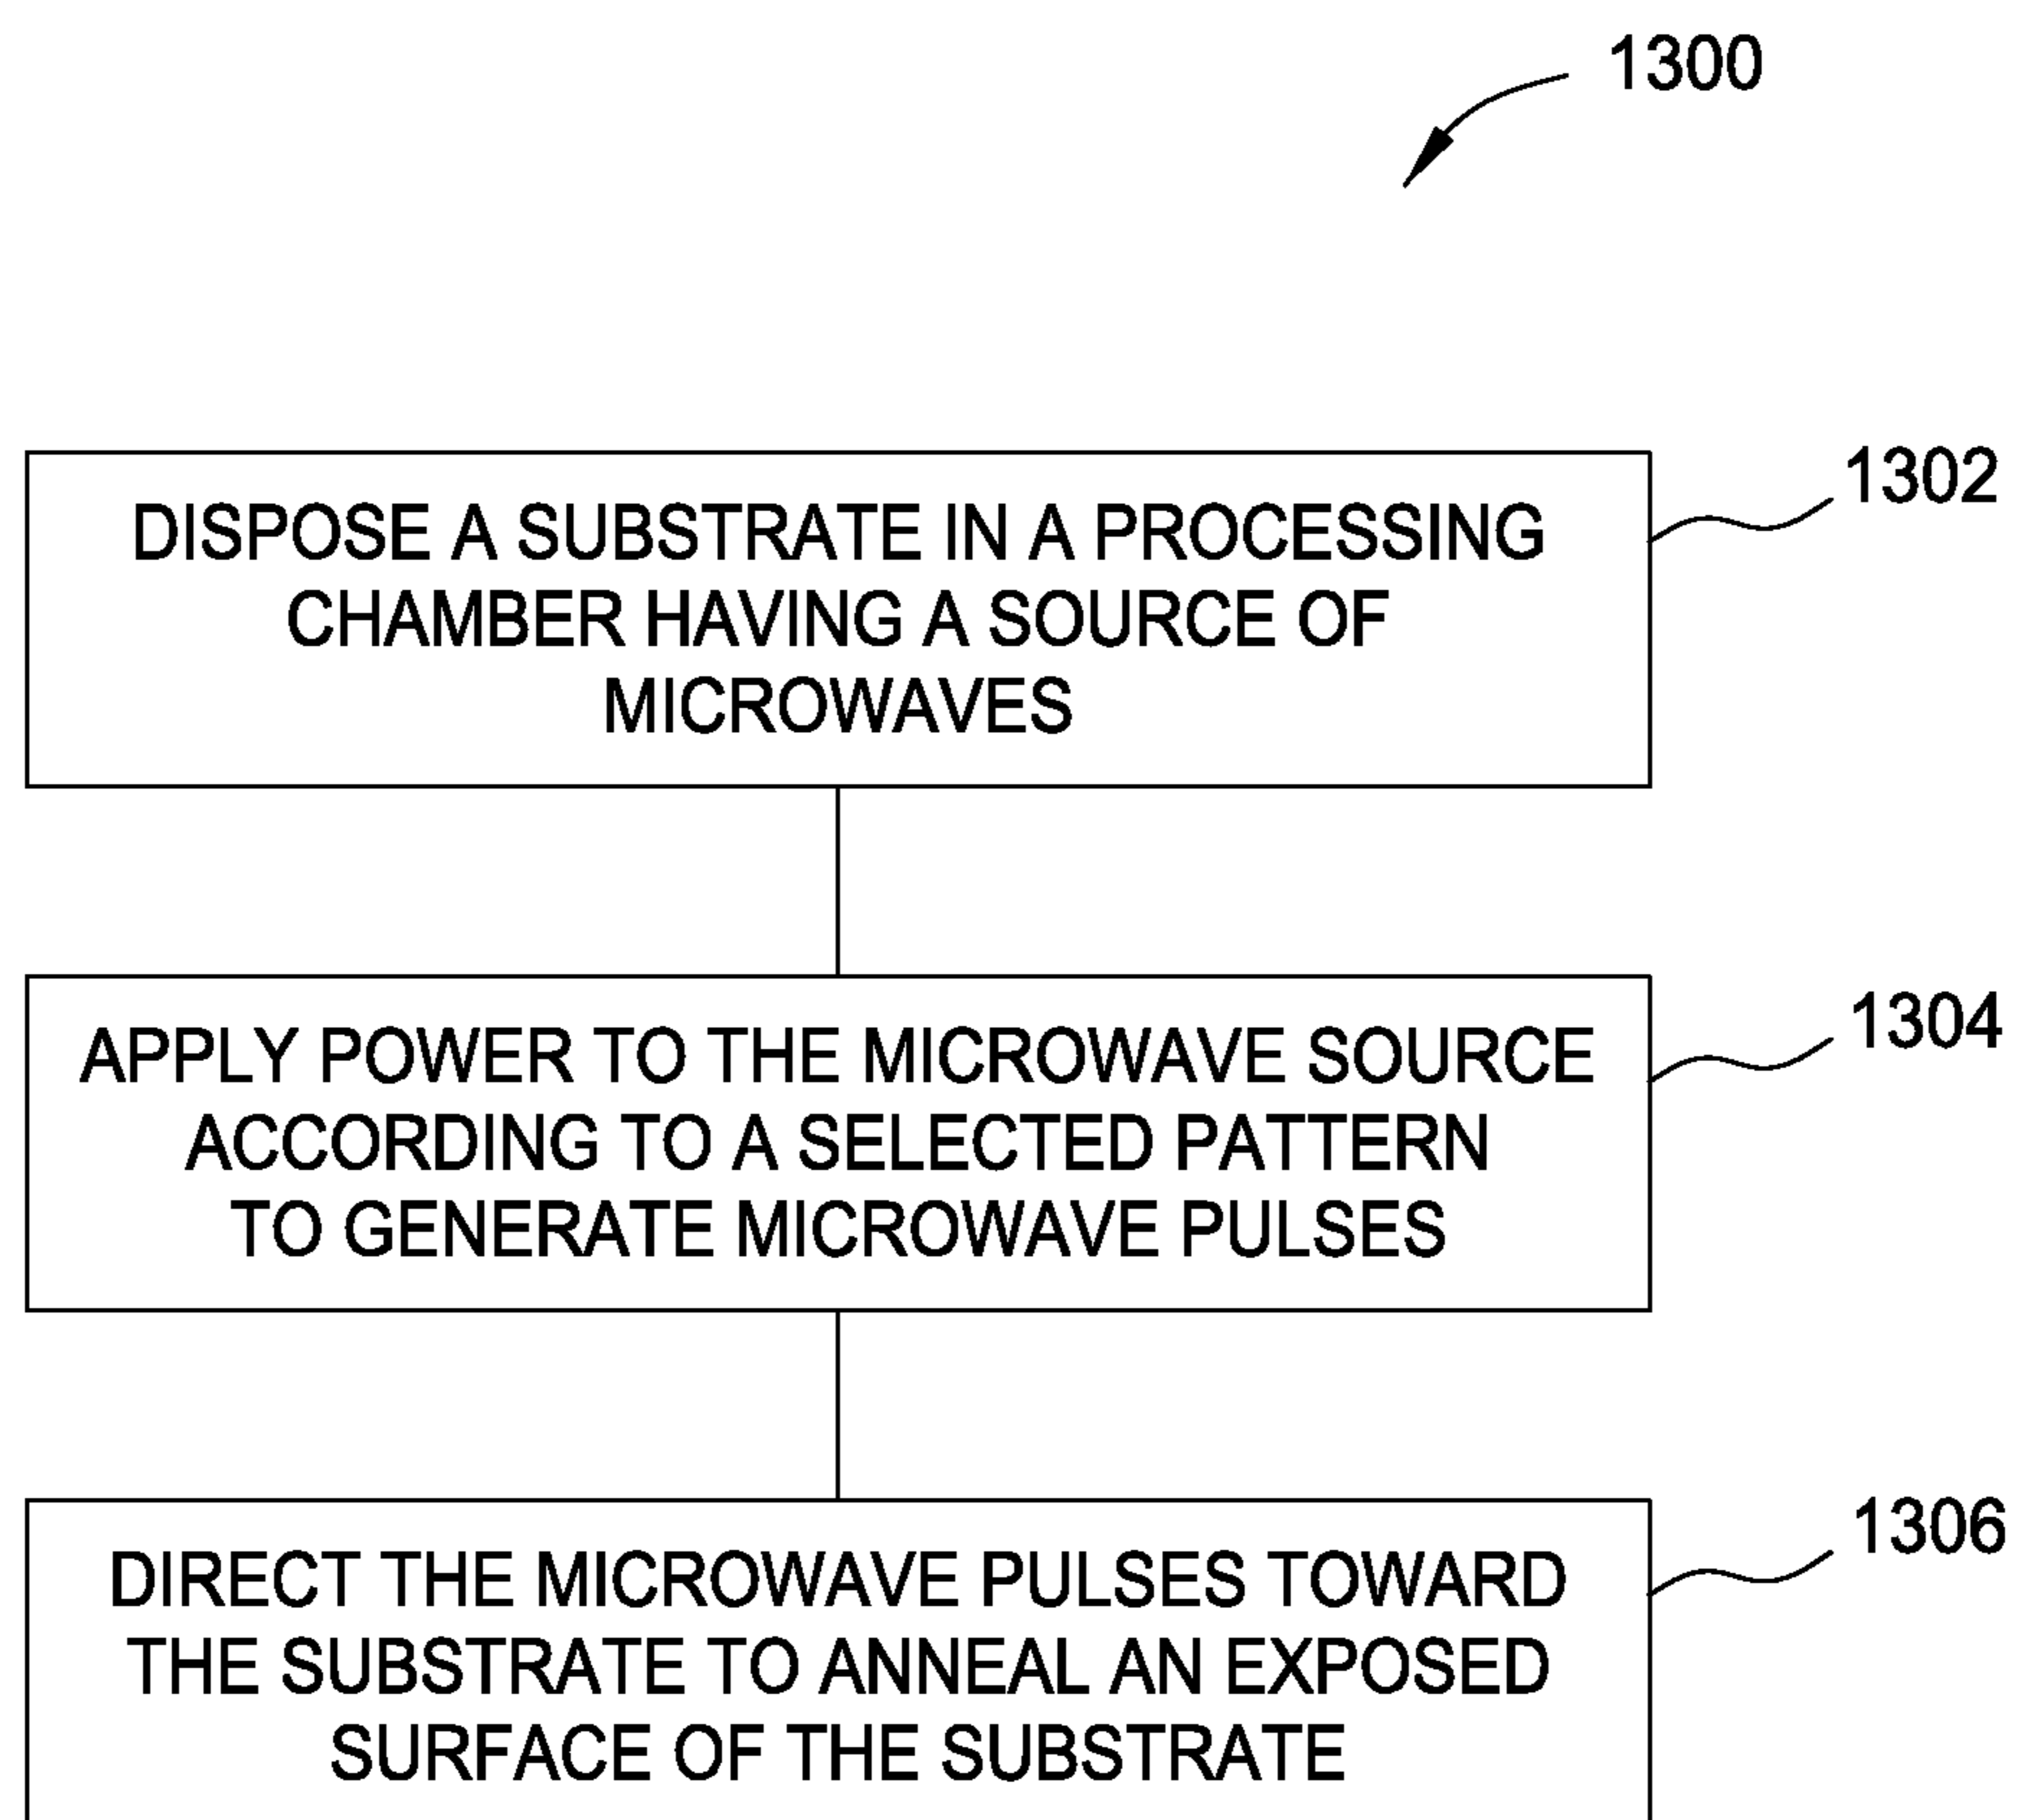 1300
DISPOSE A SUBSTRATE IN A PROCESSING
CHAMBER HAVING A SOURCE OF
MICROWAVES
1302
APPLY POWER TO THE MICROWAVE SOURCE
ACCORDING TO A SELECTED PATTERN
TO GENERATE MICROWAVE PULSES
1304
DIRECT THE MICROWAVE PULSES TOWARD
THE SUBSTRATE TO ANNEAL AN EXPOSED
SURFACE OF THE SUBSTRATE
1306